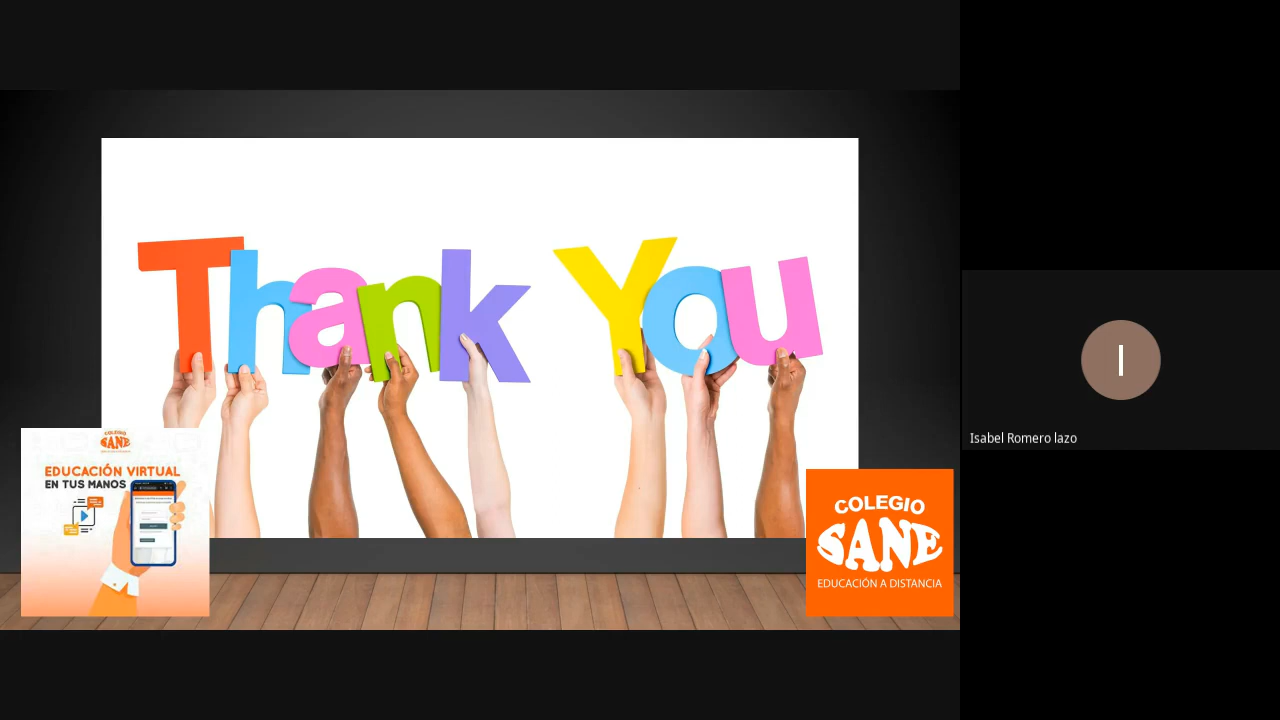 Thank You
COLEGIO
SANE
EDUCACIÓN VIRTUAL
EN TUS MANOS
COLEGIO
SANE
EDUCACIÓN A DISTANCIA
I
Isabel Romero lazo